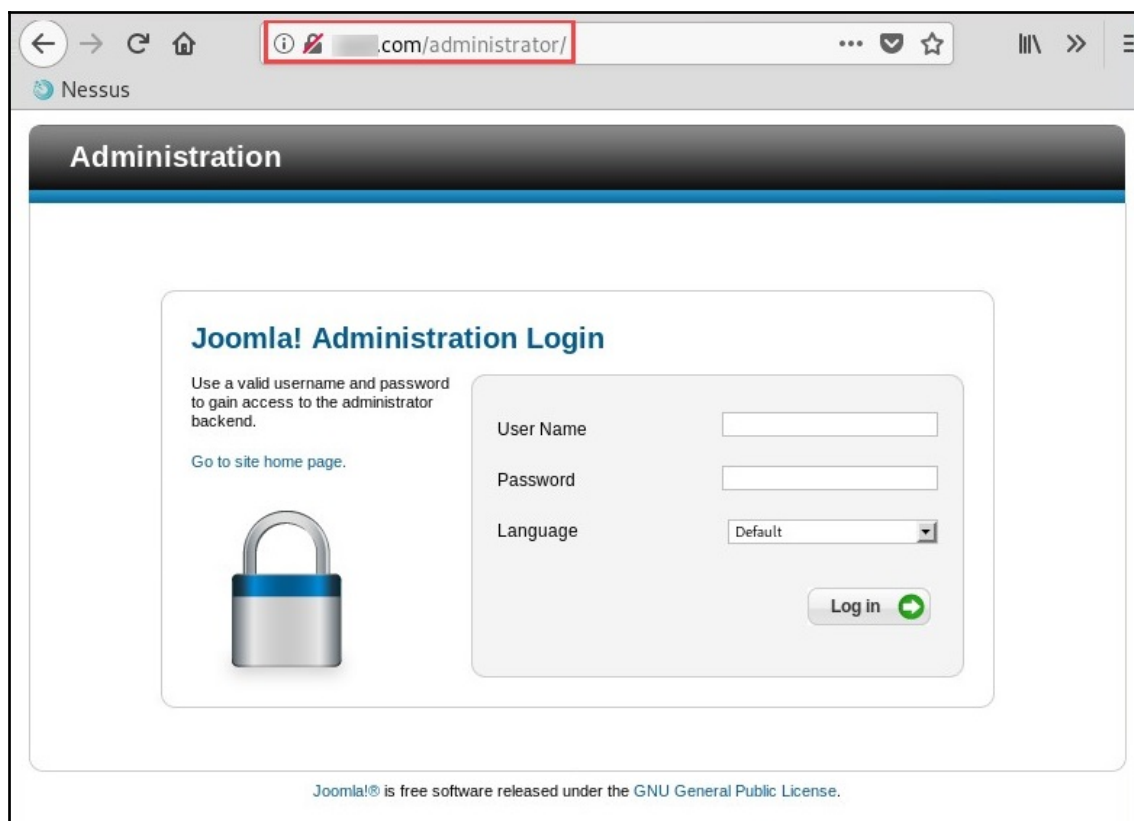 .com/administrator/
Nessus
Administration
Joomla! Administration Login
Use a valid username and password
to gain access to the administrator
backend.
Go to site home page.
User Name
Password
Language
Default
Log in
Joomla!® is free software released under the GNU General Public License.